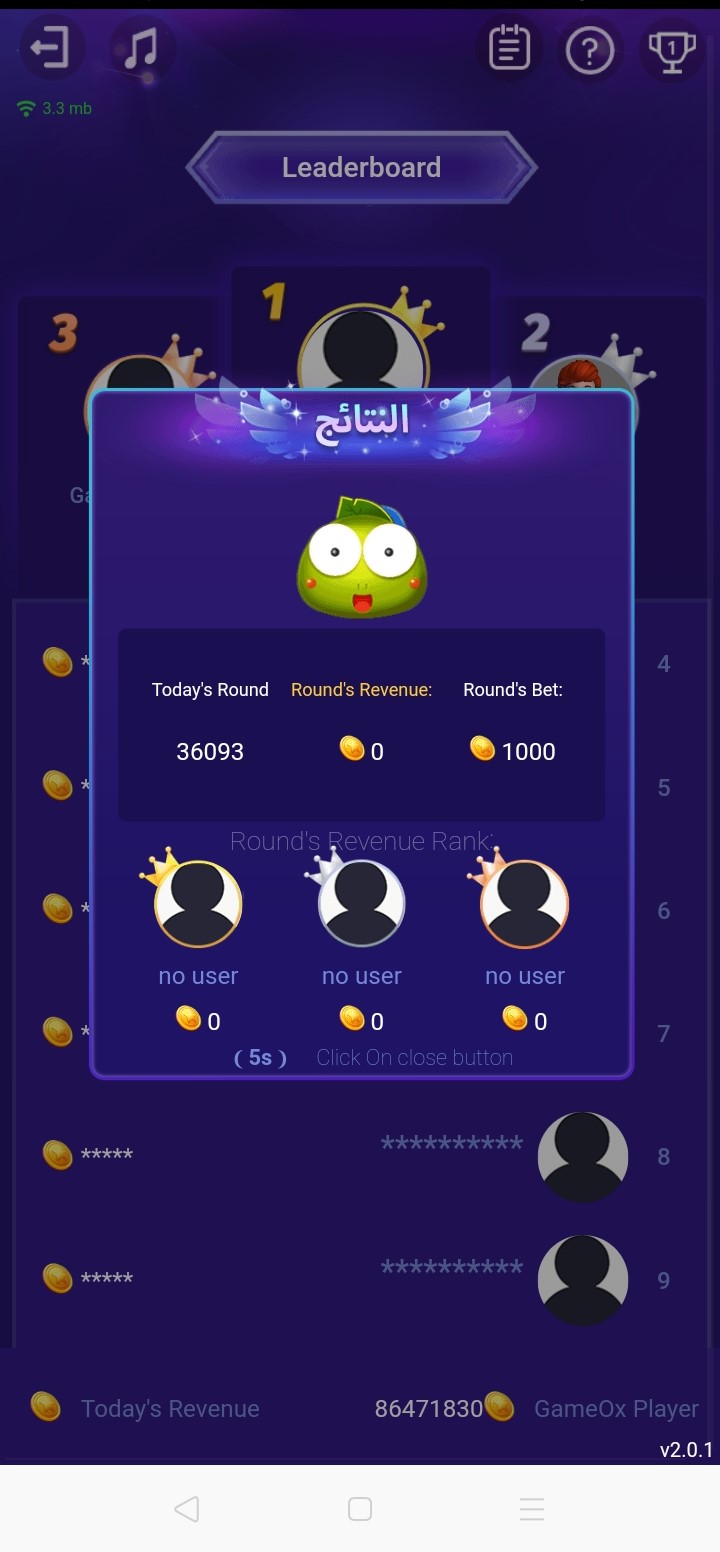 3.3 mb
Leaderboard
1
3
2
النتائج
Today's Round Round's Revenue: Round's Bet:
36093 0 1000
* 4
Round's Revenue Rank:
* 5
* 6
no user no user no user
0 0 0
* 7
( 5s ) Click On close button
***** ********** 8
***** ********** 9
Today's Revenue 86471830 GameOx Player
v2.0.1